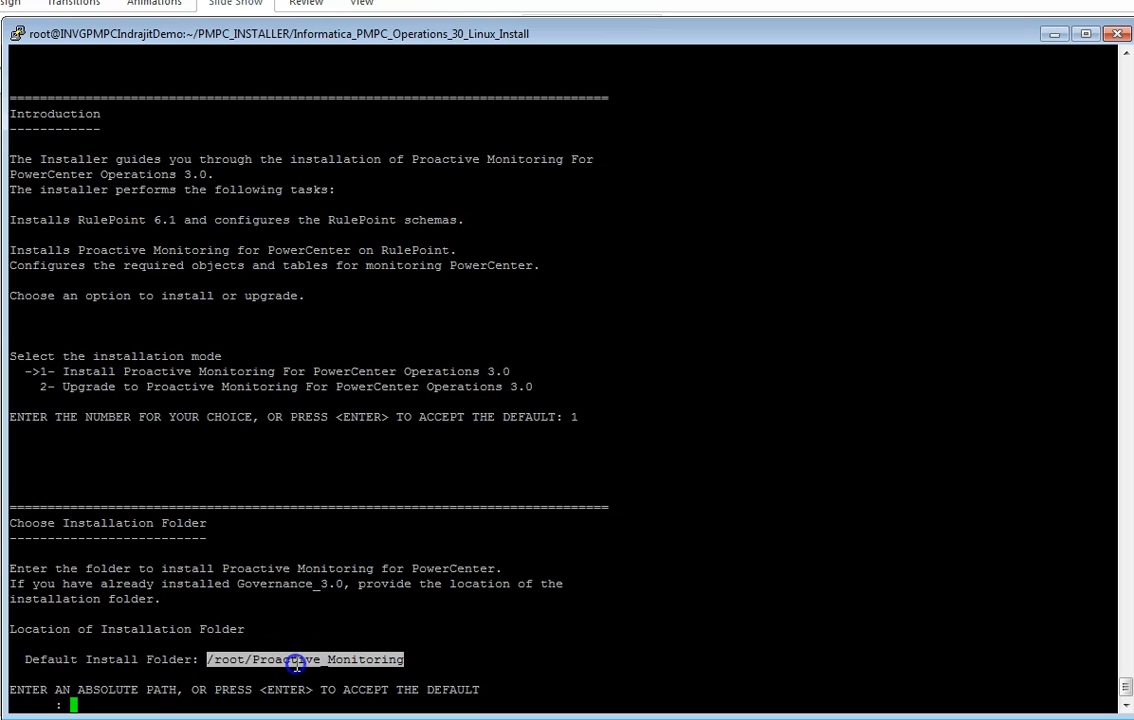 sign Transitions Animations Slide Show Review View
root@INVGPMPCIndrajitDemo:~/PMPC_INSTALLER/Informatica_PMPC_Operations_30_Linux_Install
================================================================================
Introduction
------------
The Installer guides you through the installation of Proactive Monitoring For
PowerCenter Operations 3.0.
The installer performs the following tasks:
Installs RulePoint 6.1 and configures the RulePoint schemas.
Installs Proactive Monitoring for PowerCenter on RulePoint.
Configures the required objects and tables for monitoring PowerCenter.
Choose an option to install or upgrade.
Select the installation mode
->1- Install Proactive Monitoring For PowerCenter Operations 3.0
2- Upgrade to Proactive Monitoring For PowerCenter Operations 3.0
ENTER THE NUMBER FOR YOUR CHOICE, OR PRESS <ENTER> TO ACCEPT THE DEFAULT: 1
================================================================================
Choose Installation Folder
--------------------------
Enter the folder to install Proactive Monitoring for PowerCenter.
If you have already installed Governance_3.0, provide the location of the
installation folder.
Location of Installation Folder
Default Install Folder: /root/Proactive_Monitoring
ENTER AN ABSOLUTE PATH, OR PRESS <ENTER> TO ACCEPT THE DEFAULT
: